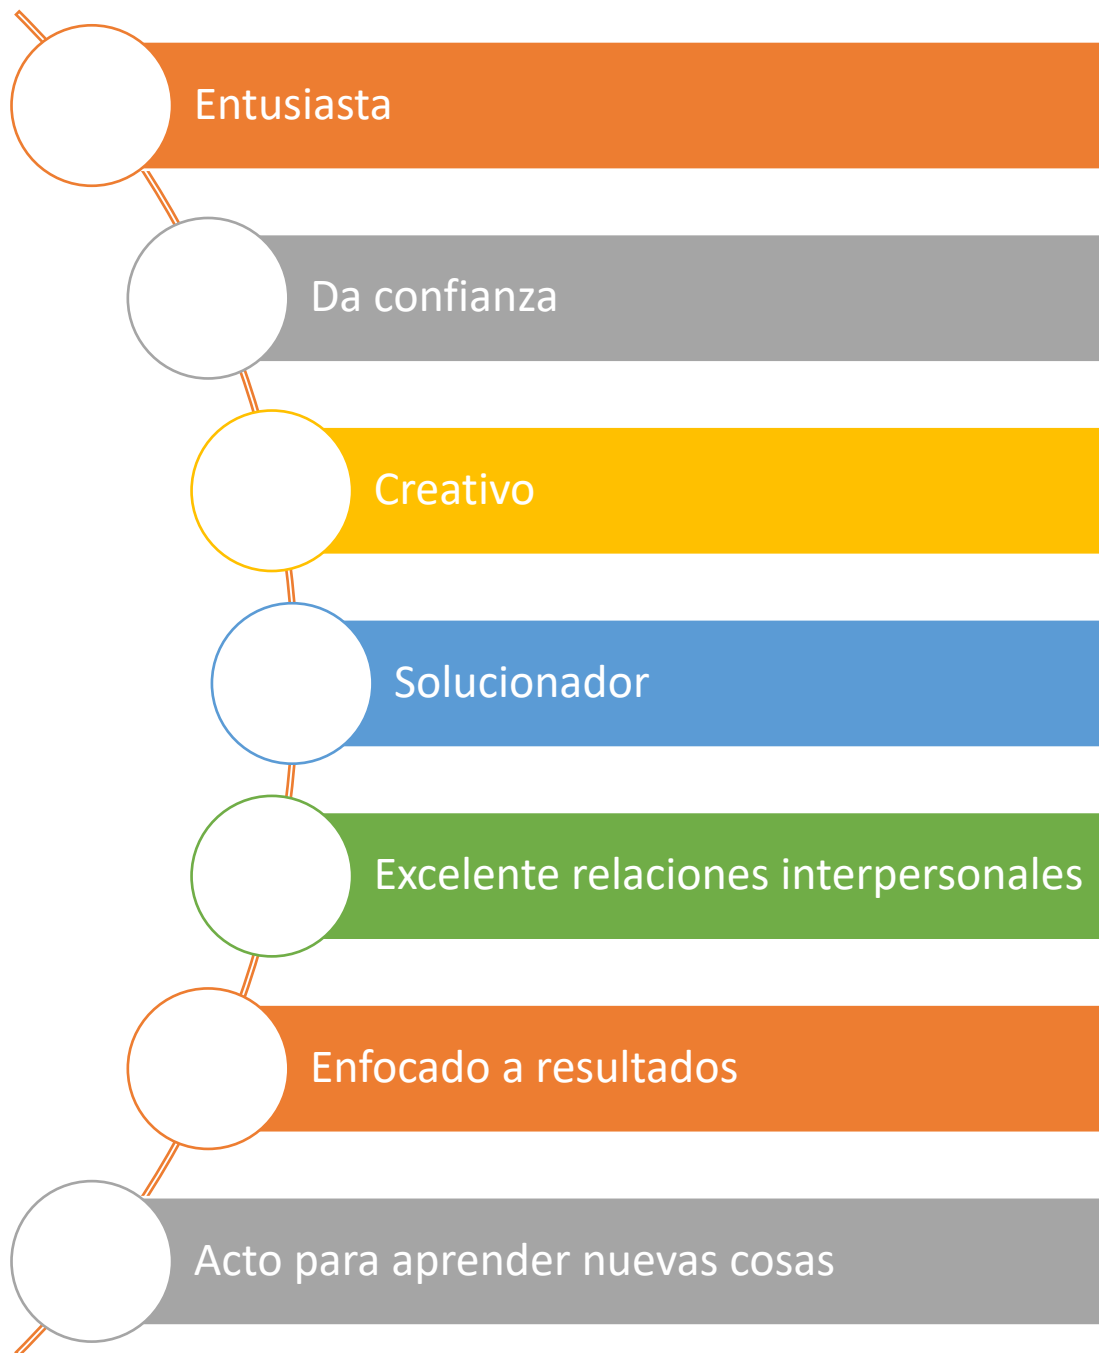 Entusiasta
Da confianza
Creativo
Solucionador
Excelente relaciones interpersonales
Enfocado a resultados
Acto para aprender nuevas cosas